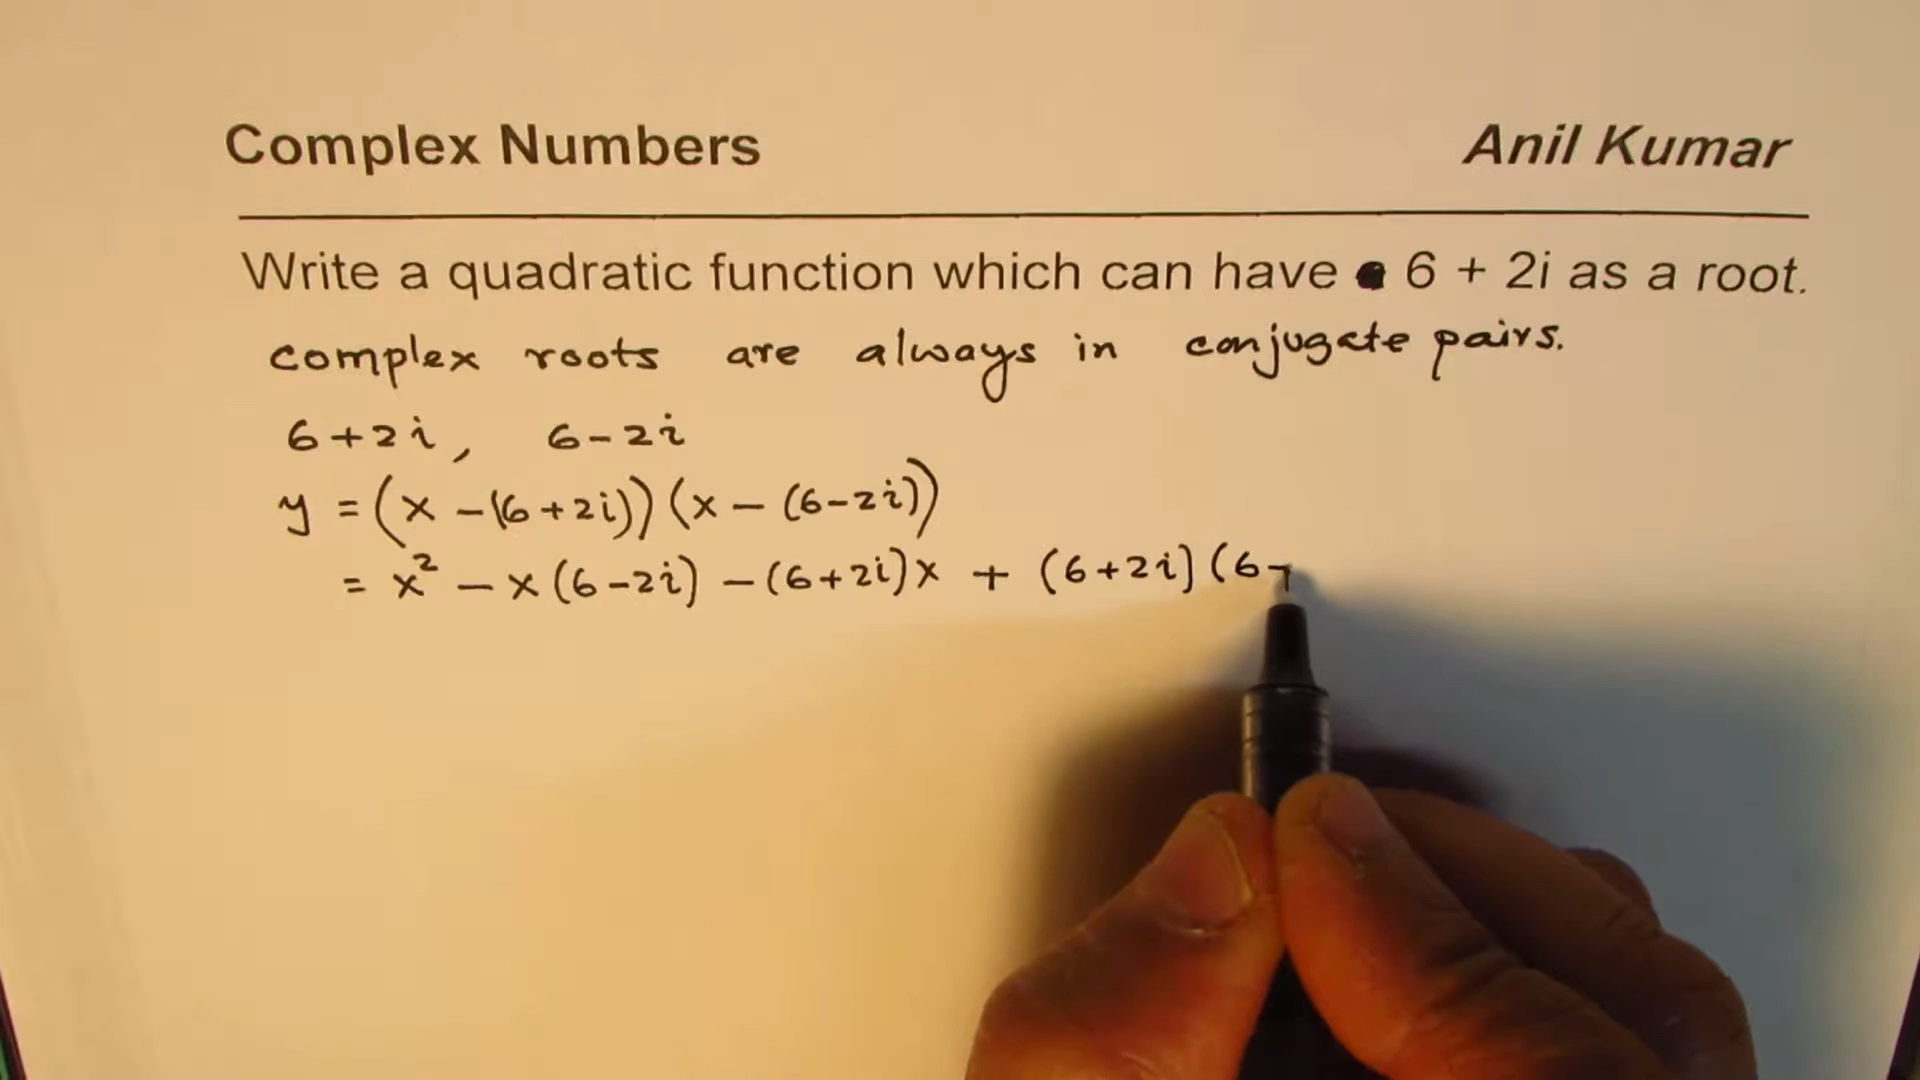 Complex Numbers Anil Kumar
Write a quadratic function which can have 6 + 2i as a root.
complex roots are always in conjugate pairs.
6+2i, 6-2i
y = (x -(6+2i))(x - (6-2i))
= x² - x(6-2i) - (6+2i)x + (6+2i)(6-